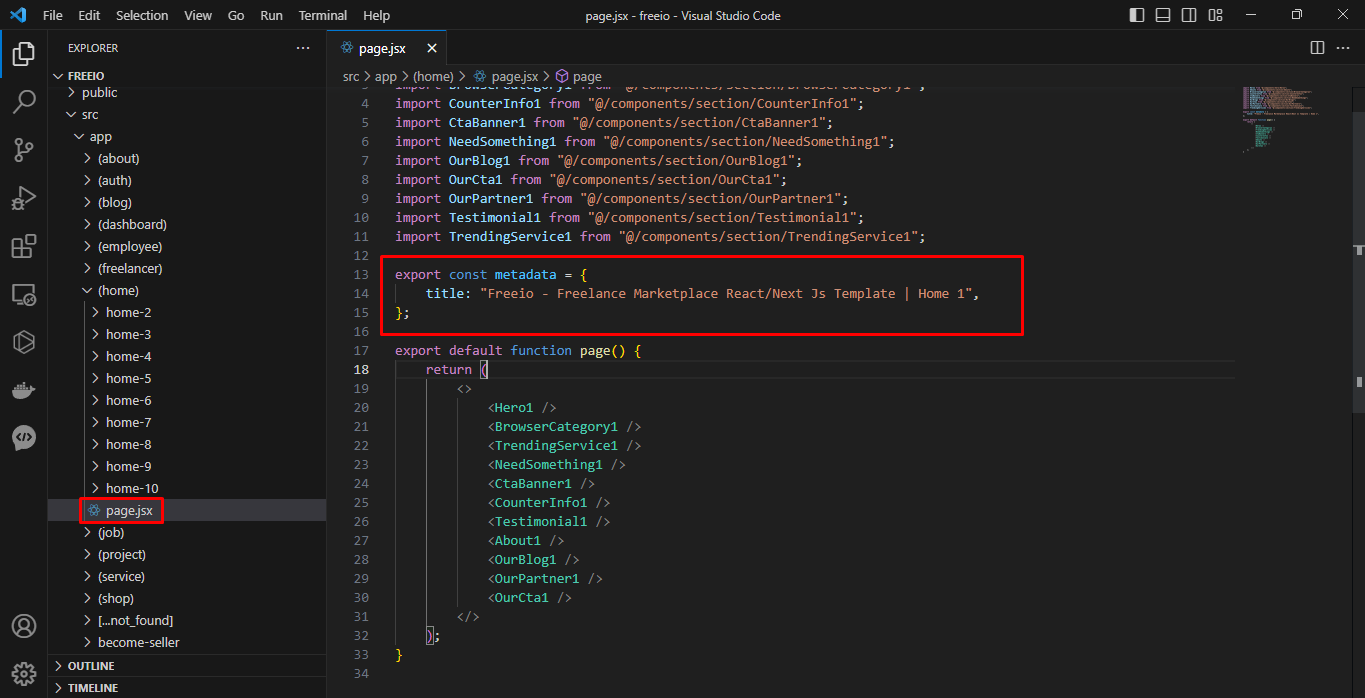 File Edit Selection View Go Run Terminal Help
page.jsx - freeio - Visual Studio Code
EXPLORER
FREEIO
public
src
app
(about)
(auth)
(blog)
(dashboard)
(employee)
(freelancer)
(home)
home-2
home-3
home-4
home-5
home-6
home-7
home-8
home-9
home-10
page.jsx
(job)
(project)
(service)
(shop)
[...not_found]
become-seller
OUTLINE
TIMELINE
page.jsx
src > app > (home) > page.jsx > page
3 import BrowserCategory1 from "@/components/section/BrowserCategory1";
4 import CounterInfo1 from "@/components/section/CounterInfo1";
5 import CtaBanner1 from "@/components/section/CtaBanner1";
6 import NeedSomething1 from "@/components/section/NeedSomething1";
7 import OurBlog1 from "@/components/section/OurBlog1";
8 import OurCta1 from "@/components/section/OurCta1";
9 import OurPartner1 from "@/components/section/OurPartner1";
10 import Testimonial1 from "@/components/section/Testimonial1";
11 import TrendingService1 from "@/components/section/TrendingService1";
12
13 export const metadata = {
14 title: "Freeio - Freelance Marketplace React/Next Js Template | Home 1",
15 };
16
17 export default function page() {
18 return (
19 <>
20 <Hero1 />
21 <BrowserCategory1 />
22 <TrendingService1 />
23 <NeedSomething1 />
24 <CtaBanner1 />
25 <CounterInfo1 />
26 <Testimonial1 />
27 <About1 />
28 <OurBlog1 />
29 <OurPartner1 />
30 <OurCta1 />
31 </>
32 );
33 }
34